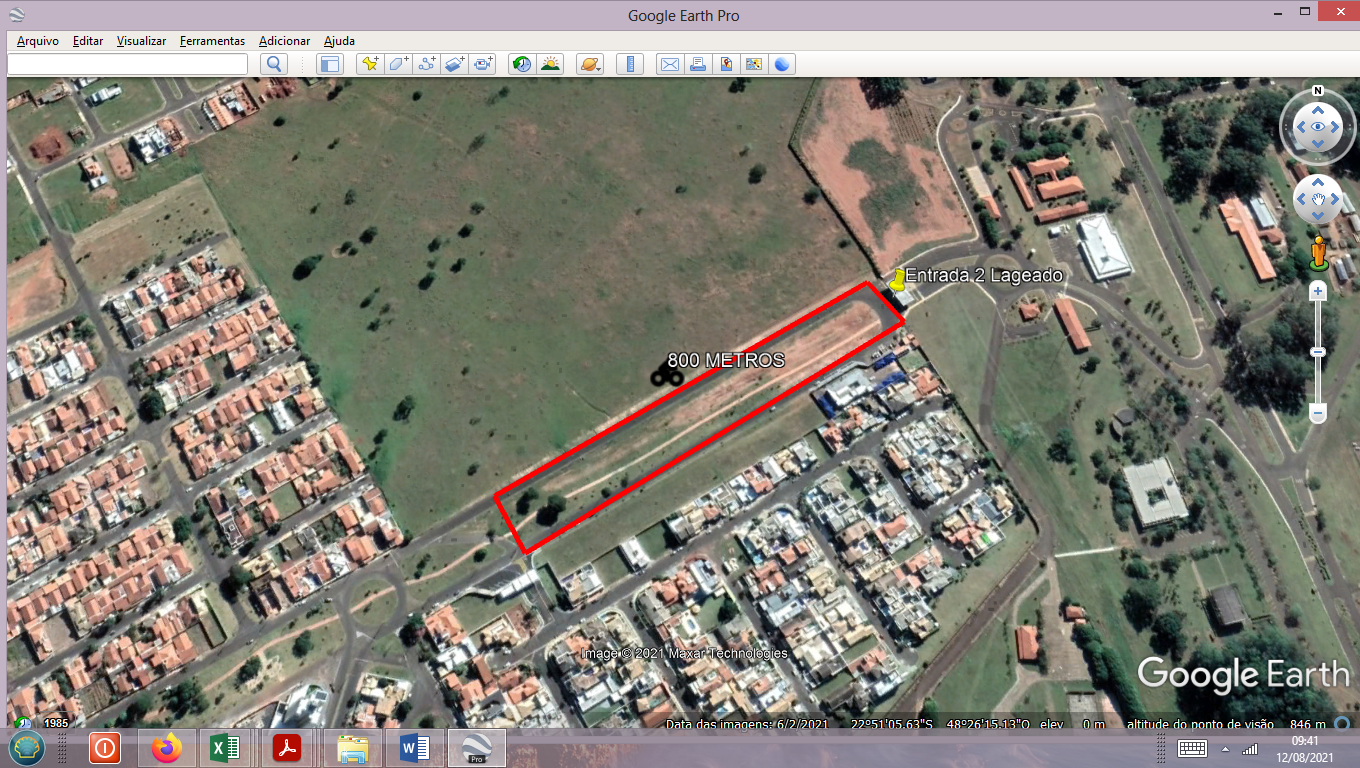 Google Earth Pro
Arquivo Editar Visualizar Ferramentas Adicionar Ajuda
N
Entrada 2 Lageado
800 METROS
Image © 2021 Maxar Technologies
Google Earth
1985
Data das imagens: 6/2/2021 22°51'05.63"S 48°26'15.13"O elev 0 m altitude do ponto de visão 846 m
Pro
09:41
12/08/2021